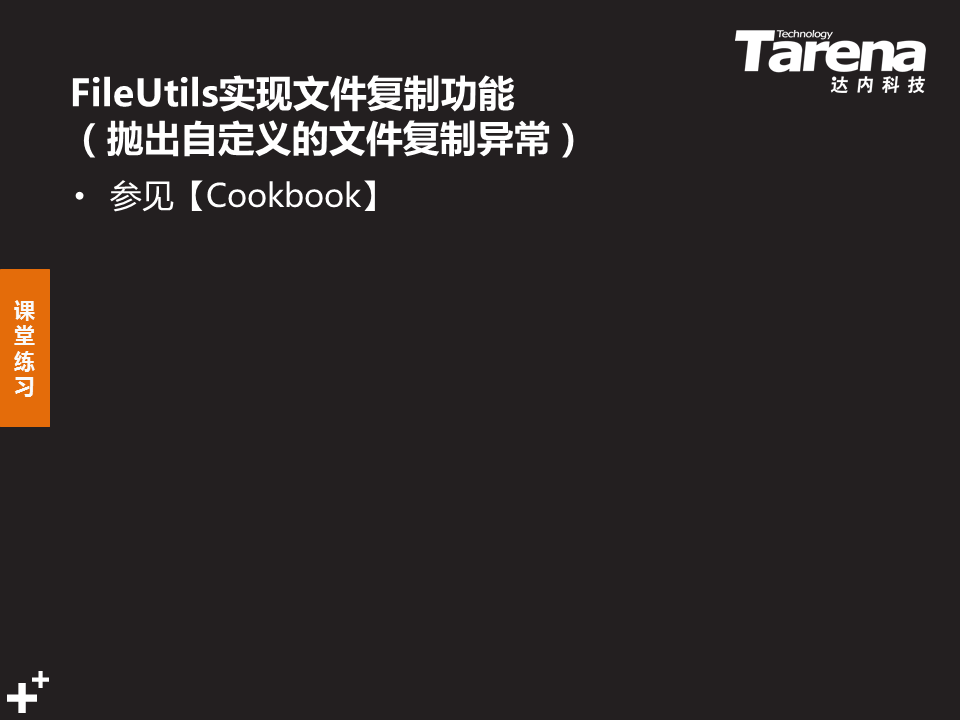 Technology
Tarena
达内科技
FileUtils实现文件复制功能
（抛出自定义的文件复制异常）
• 参见【Cookbook】
课
堂
练
习